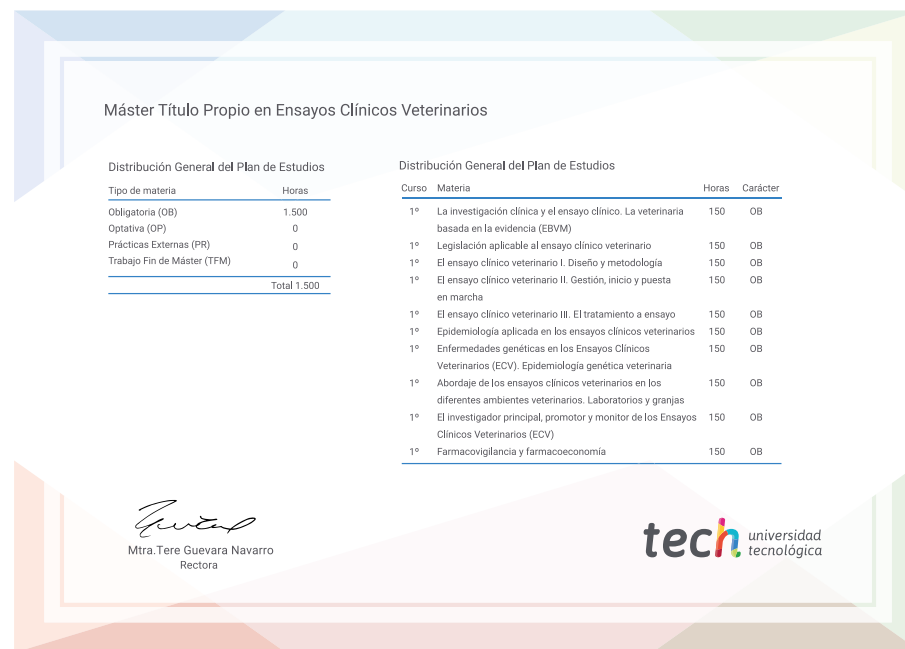 Máster Título Propio en Ensayos Clínicos Veterinarios
Distribución General del Plan de Estudios
Tipo de materia Horas
Obligatoria (OB) 1.500
Optativa (OP) 0
Prácticas Externas (PR) 0
Trabajo Fin de Máster (TFM) 0
Total 1.500
Distribución General del Plan de Estudios
Curso Materia Horas Carácter
1º La investigación clínica y el ensayo clínico. La veterinaria 150 OB
basada en la evidencia (EBVM)
1º Legislación aplicable al ensayo clínico veterinario 150 OB
1º El ensayo clínico veterinario I. Diseño y metodología 150 OB
1º El ensayo clínico veterinario II. Gestión, inicio y puesta 150 OB
en marcha
1º El ensayo clínico veterinario III. El tratamiento a ensayo 150 OB
1º Epidemiología aplicada en los ensayos clínicos veterinarios 150 OB
1º Enfermedades genéticas en los Ensayos Clínicos 150 OB
Veterinarios (ECV). Epidemiología genética veterinaria
1º Abordaje de los ensayos clínicos veterinarios en los 150 OB
diferentes ambientes veterinarios. Laboratorios y granjas
1º El investigador principal, promotor y monitor de los Ensayos 150 OB
Clínicos Veterinarios (ECV)
1º Farmacovigilancia y farmacoeconomía 150 OB
Mtra.Tere Guevara Navarro
Rectora
tech universidad
tecnológica